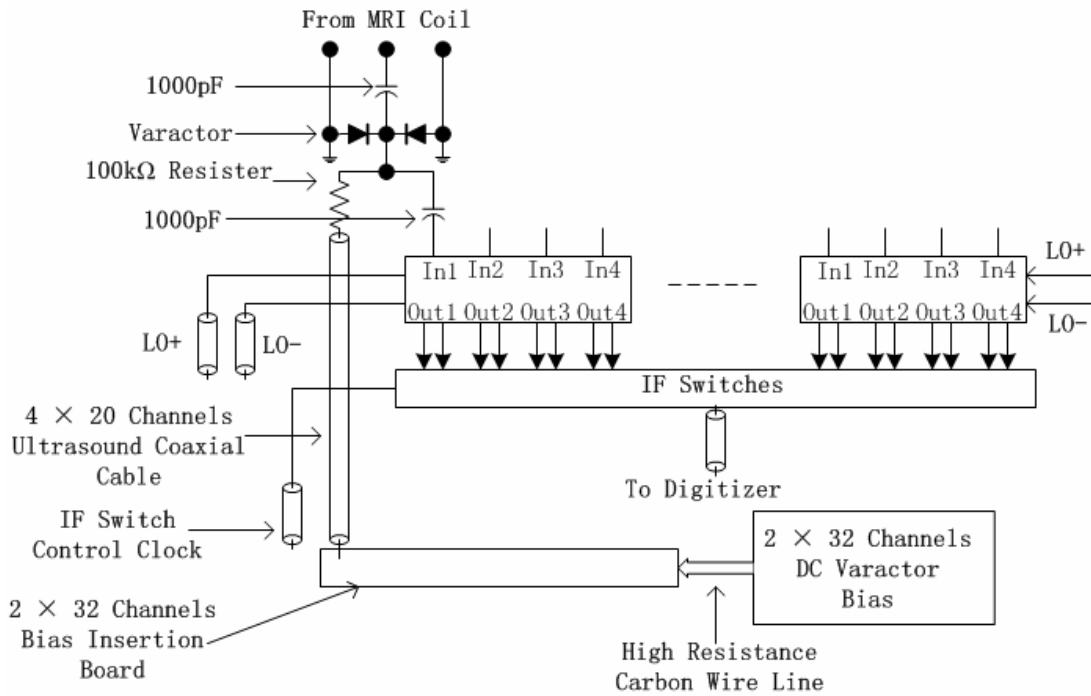 From MRI Coil
1000pF
Varactor
100kΩ Resister
1000pF
In1 In2 In3 In4
Out1 Out2 Out3 Out4
In1 In2 In3 In4
Out1 Out2 Out3 Out4
LO+
LO-
LO+
LO-
IF Switches
4 × 20 Channels
Ultrasound Coaxial
Cable
To Digitizer
IF Switch
Control Clock
2 × 32 Channels
DC Varactor
Bias
2 × 32 Channels
Bias Insertion
Board
High Resistance
Carbon Wire Line